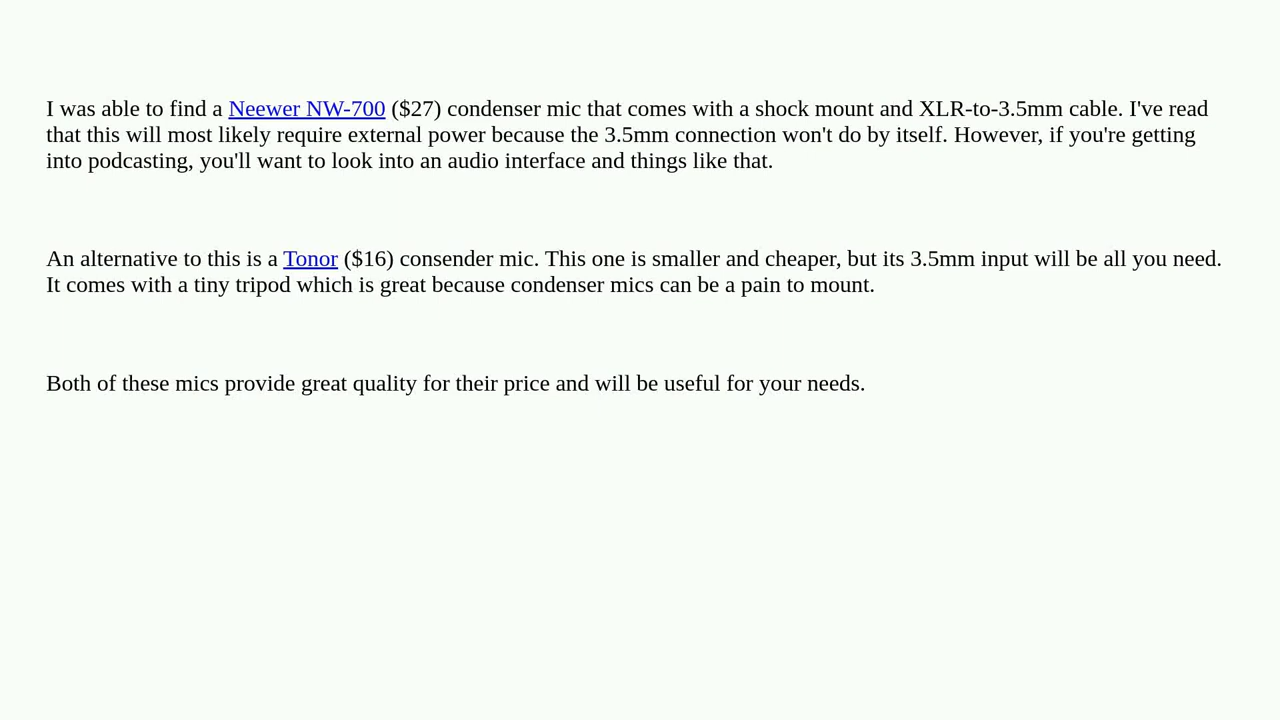 I was able to find a Neewer NW-700 ($27) condenser mic that comes with a shock mount and XLR-to-3.5mm cable. I've read
that this will most likely require external power because the 3.5mm connection won't do by itself. However, if you're getting
into podcasting, you'll want to look into an audio interface and things like that.
An alternative to this is a Tonor ($16) consender mic. This one is smaller and cheaper, but its 3.5mm input will be all you need.
It comes with a tiny tripod which is great because condenser mics can be a pain to mount.
Both of these mics provide great quality for their price and will be useful for your needs.